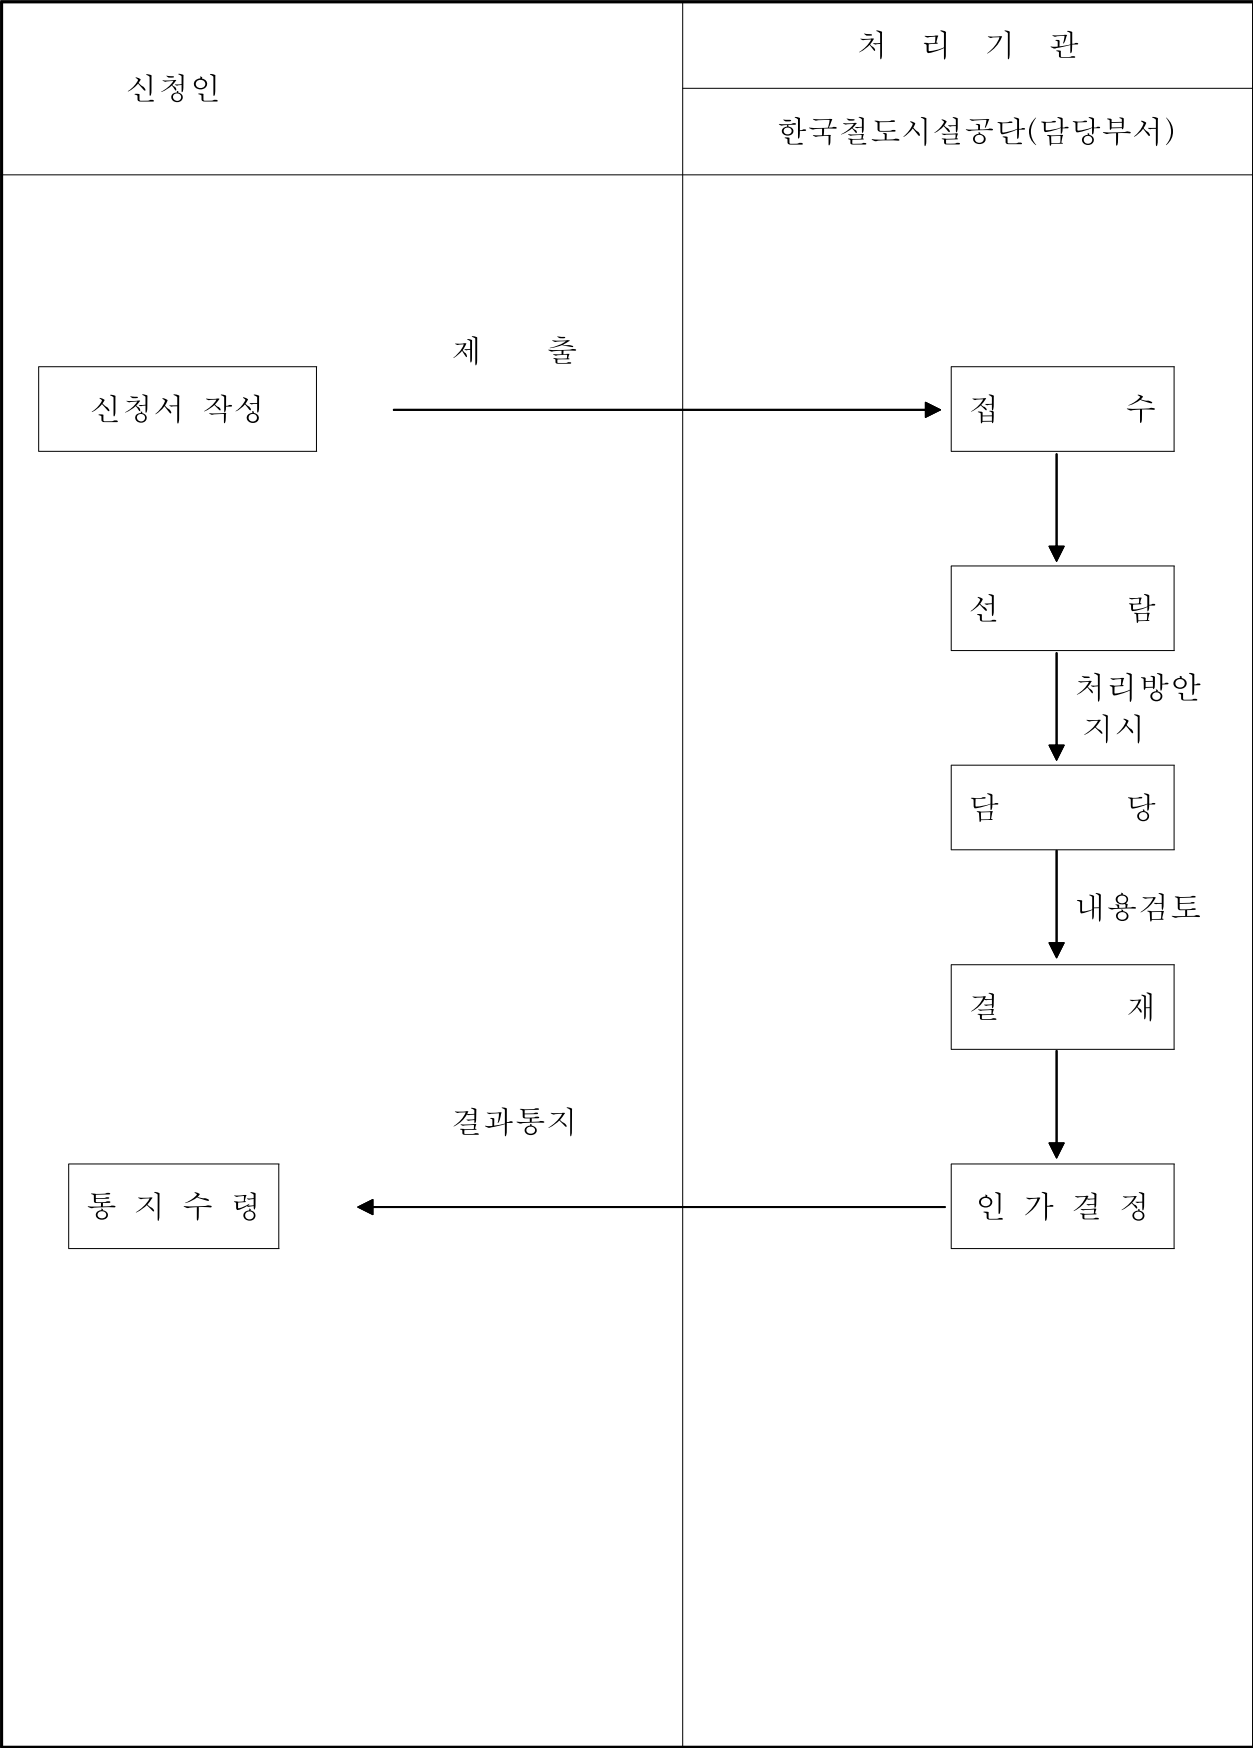 신청인
처 리 기 관
한국철도시설공단(담당부서)
제 출
신청서 작성
접 수
선 람
처리방안
지시
담 당
내용검토
결 재
결과통지
통 지 수 령
인 가 결 정